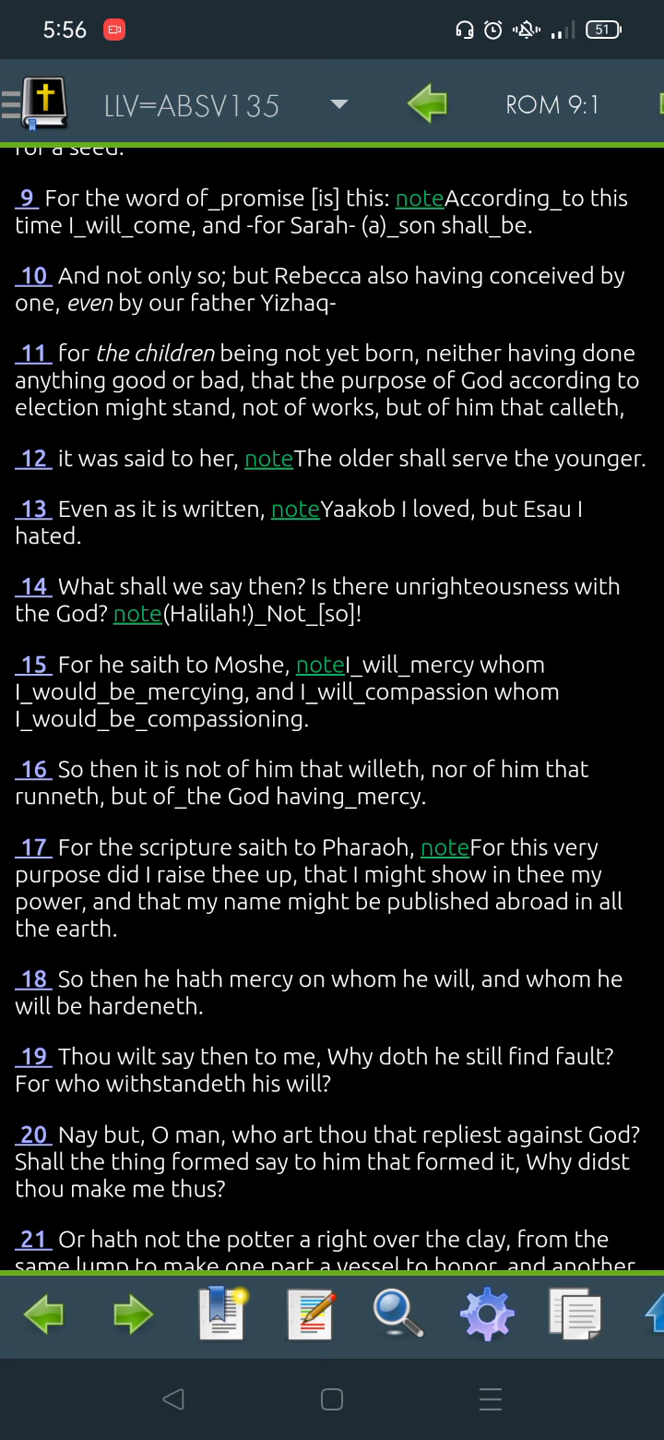 5:56
51
LLV=ABSV135
ROM 9:1
for a seed.
9 For the word of_promise [is] this: noteAccording_to this
time I_will_come, and -for Sarah- (a)_son shall_be.
10 And not only so; but Rebecca also having conceived by
one, even by our father Yizhaq-
11 for the children being not yet born, neither having done
anything good or bad, that the purpose of God according to
election might stand, not of works, but of him that calleth,
12 it was said to her, noteThe older shall serve the younger.
13 Even as it is written, noteYaakob I loved, but Esau I
hated.
14 What shall we say then? Is there unrighteousness with
the God? note(Halilah!)_Not_[so]!
15 For he saith to Moshe, noteI_will_mercy whom
I_would_be_mercying, and I_will_compassion whom
I_would_be_compassioning.
16 So then it is not of him that willeth, nor of him that
runneth, but of_the God having_mercy.
17 For the scripture saith to Pharaoh, noteFor this very
purpose did I raise thee up, that I might show in thee my
power, and that my name might be published abroad in all
the earth.
18 So then he hath mercy on whom he will, and whom he
will be hardeneth.
19 Thou wilt say then to me, Why doth he still find fault?
For who withstandeth his will?
20 Nay but, O man, who art thou that repliest against God?
Shall the thing formed say to him that formed it, Why didst
thou make me thus?
21 Or hath not the potter a right over the clay, from the
same lump to make one part a vessel to honor, and another